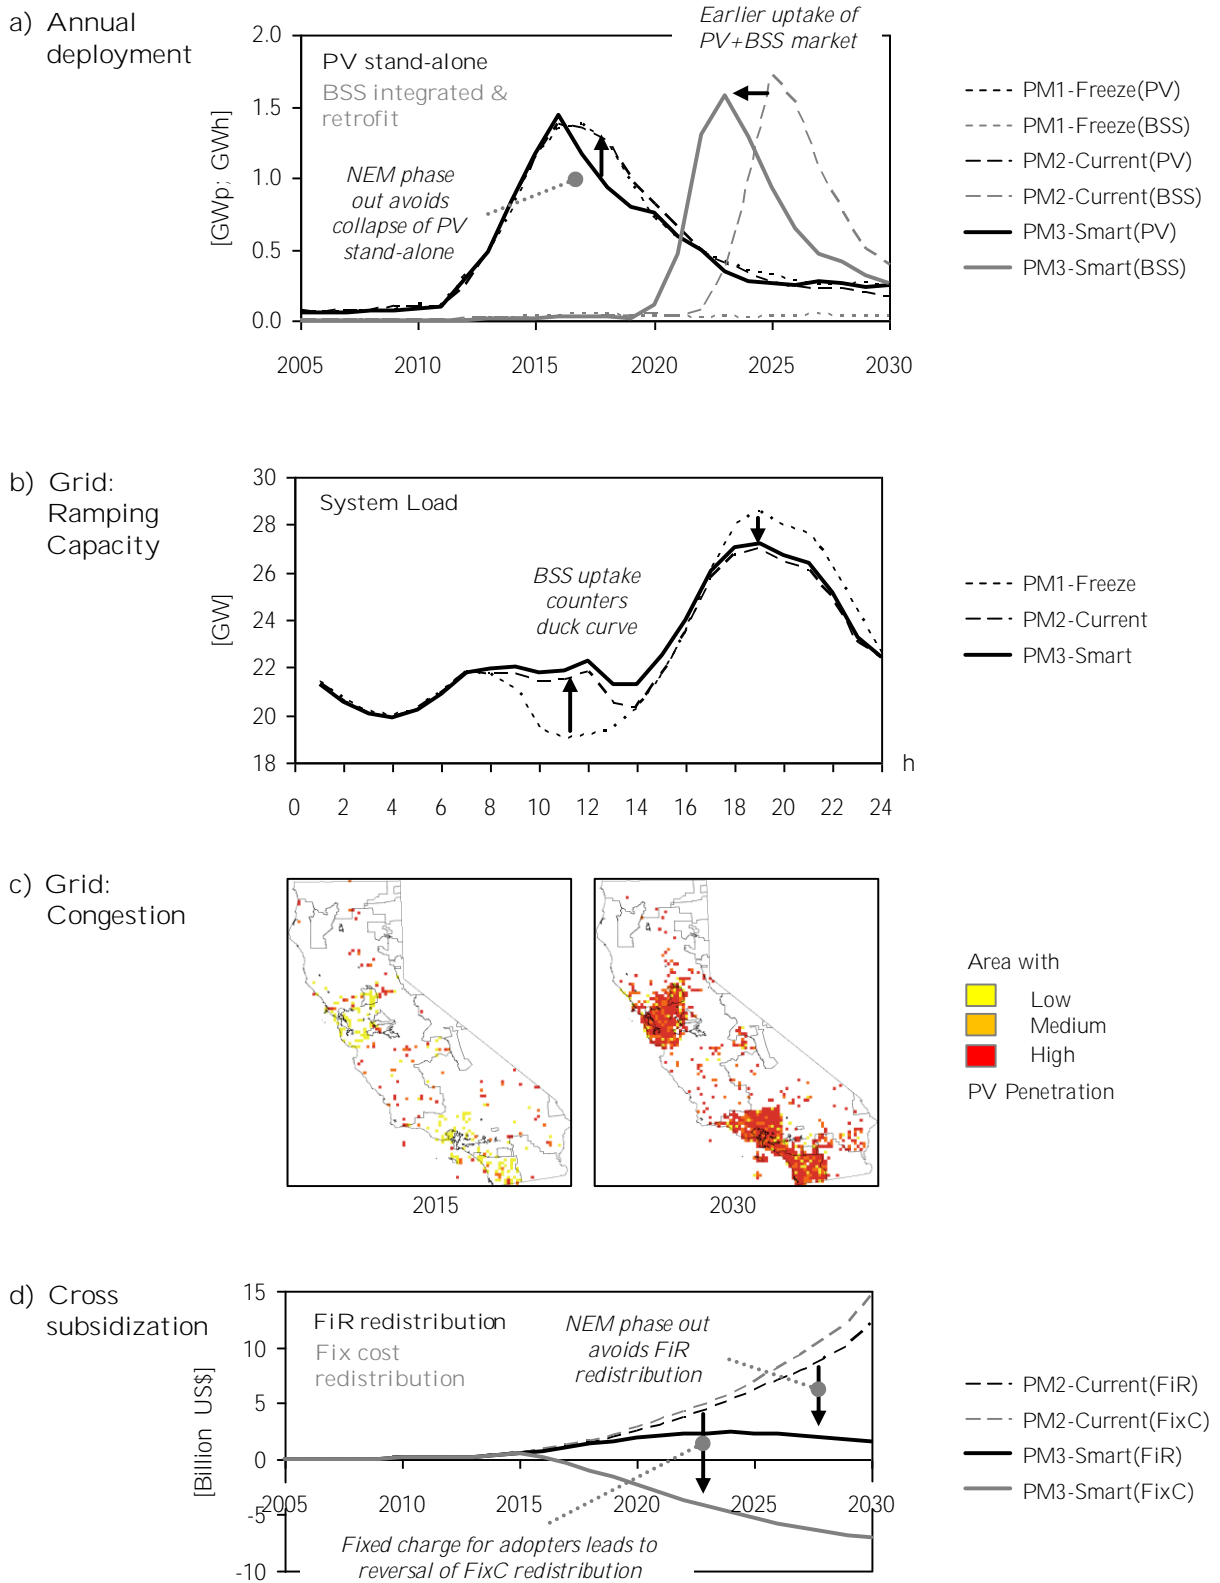 a) Annual
deployment
[GWp; GWh]
2.0
1.5
1.0
0.5
0.0
2005
2010
2015
2020
2025
2030
PV stand-alone
BSS integrated &
retrofit
NEM phase
out avoids
collapse of PV
stand-alone
Earlier uptake of
PV+BSS market
PM1-Freeze(PV)
PM1-Freeze(BSS)
PM2-Current(PV)
PM2-Current(BSS)
PM3-Smart(PV)
PM3-Smart(BSS)
b) Grid:
Ramping
Capacity
[GW]
30
28
26
24
22
20
18
0
2
4
6
8
10
12
14
16
18
20
22
24
h
System Load
BSS uptake
counters
duck curve
PM1-Freeze
PM2-Current
PM3-Smart
c) Grid:
Congestion
2015
2030
Area with
Low
Medium
High
PV Penetration
d) Cross
subsidization
[Billion US$]
15
10
5
0
-5
-10
2005
2010
2015
2020
2025
2030
FiR redistribution
Fix cost
redistribution
NEM phase out
avoids FiR
redistribution
Fixed charge for adopters leads to
reversal of FixC redistribution
PM2-Current(FiR)
PM2-Current(FixC)
PM3-Smart(FiR)
PM3-Smart(FixC)